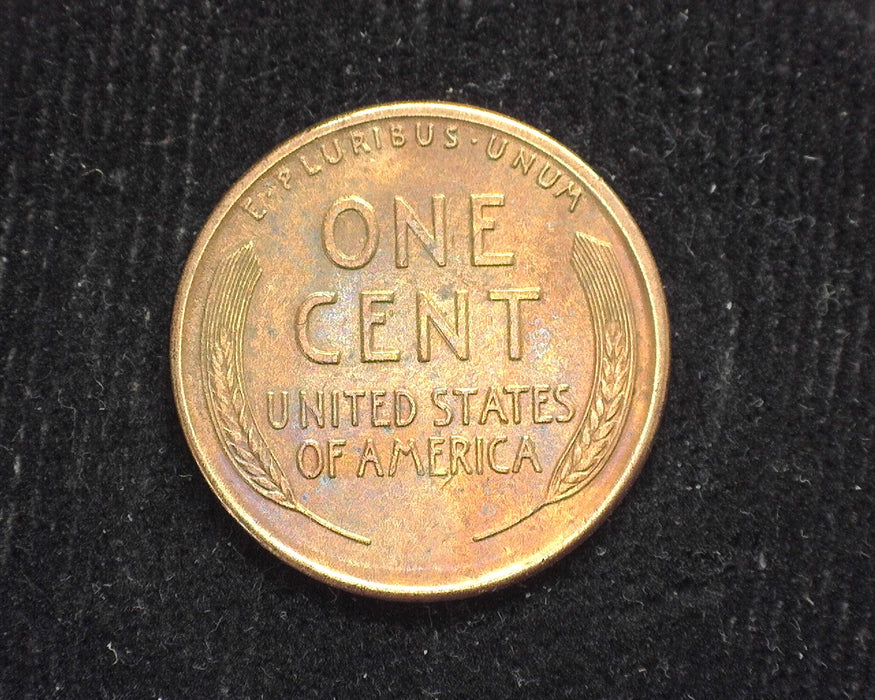 E·PLURIBUS·UNUM
ONE
CENT
UNITED STATES
OF AMERICA